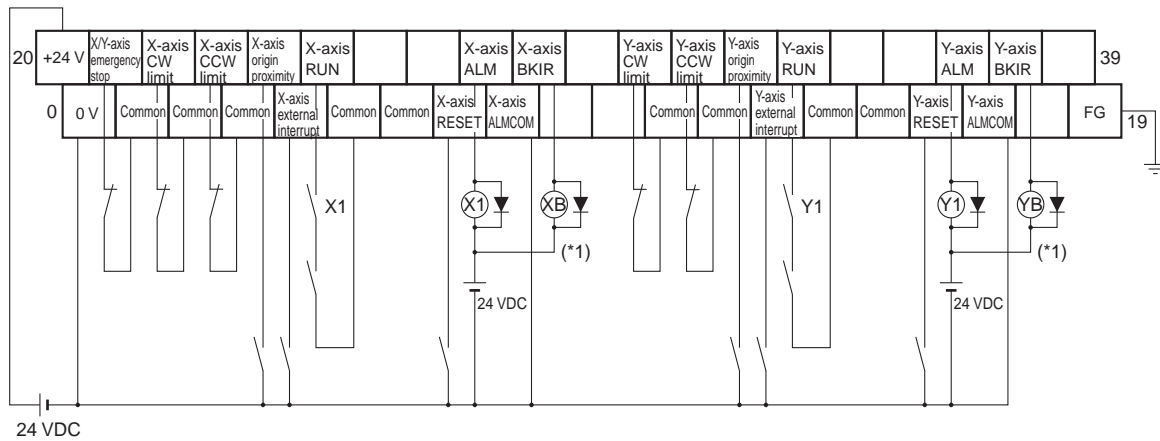 20
+24 V
X/Y-axis
emergency
stop
X-axis
CW
limit
X-axis
CCW
limit
X-axis
origin
proximity
X-axis
RUN
X-axis
ALM
X-axis
BKIR
Y-axis
CW
limit
Y-axis
CCW
limit
Y-axis
origin
proximity
Y-axis
RUN
Y-axis
ALM
Y-axis
BKIR
39
0
0 V
Common
Common
Common
X-axis
external
interrupt
Common
Common
X-axis
RESET
X-axis
ALMCOM
Common
Common
Y-axis
external
interrupt
Common
Common
Y-axis
RESET
Y-axis
ALMCOM
FG
19
X1
X1
XB
(*1)
24 VDC
Y1
Y1
YB
(*1)
24 VDC
24 VDC